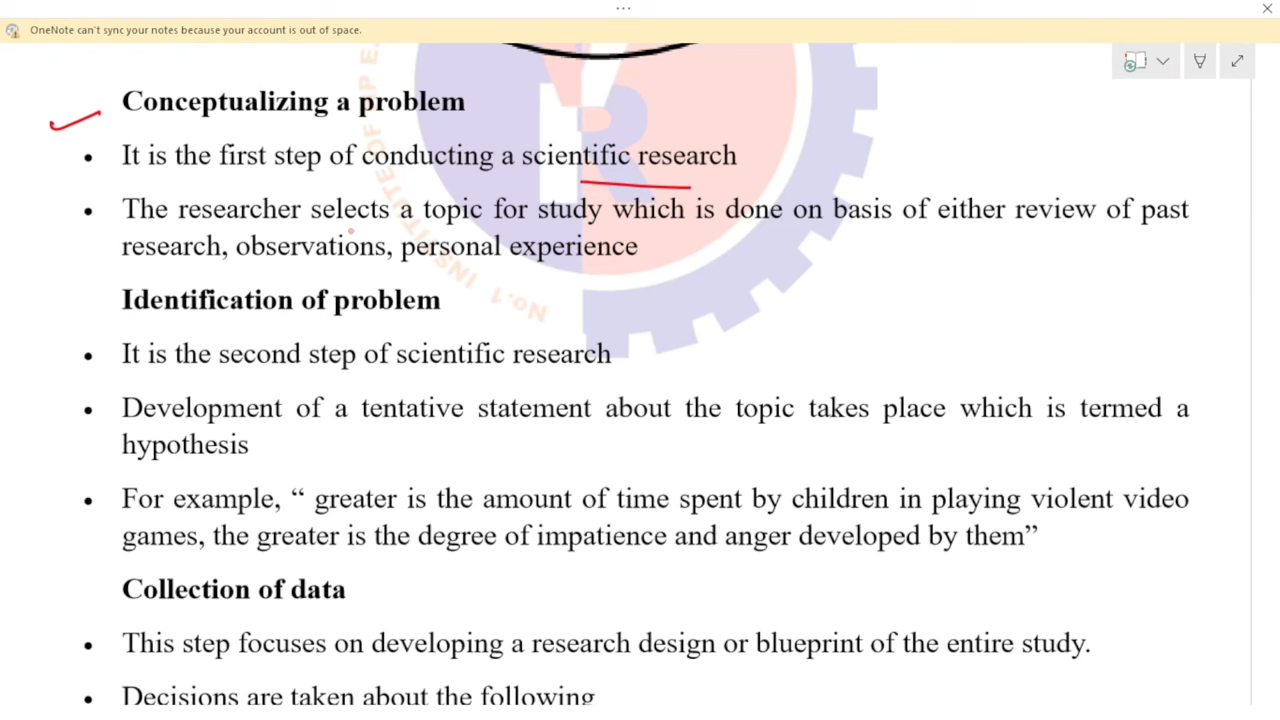 OneNote can't sync your notes because your account is out of space.
Conceptualizing a problem
• It is the first step of conducting a scientific research
• The researcher selects a topic for study which is done on basis of either review of past
research, observations, personal experience
Identification of problem
• It is the second step of scientific research
• Development of a tentative statement about the topic takes place which is termed a
hypothesis
• For example, “ greater is the amount of time spent by children in playing violent video
games, the greater is the degree of impatience and anger developed by them”
Collection of data
• This step focuses on developing a research design or blueprint of the entire study.
• Decisions are taken about the following
No.1 INSTITUTE OF
R